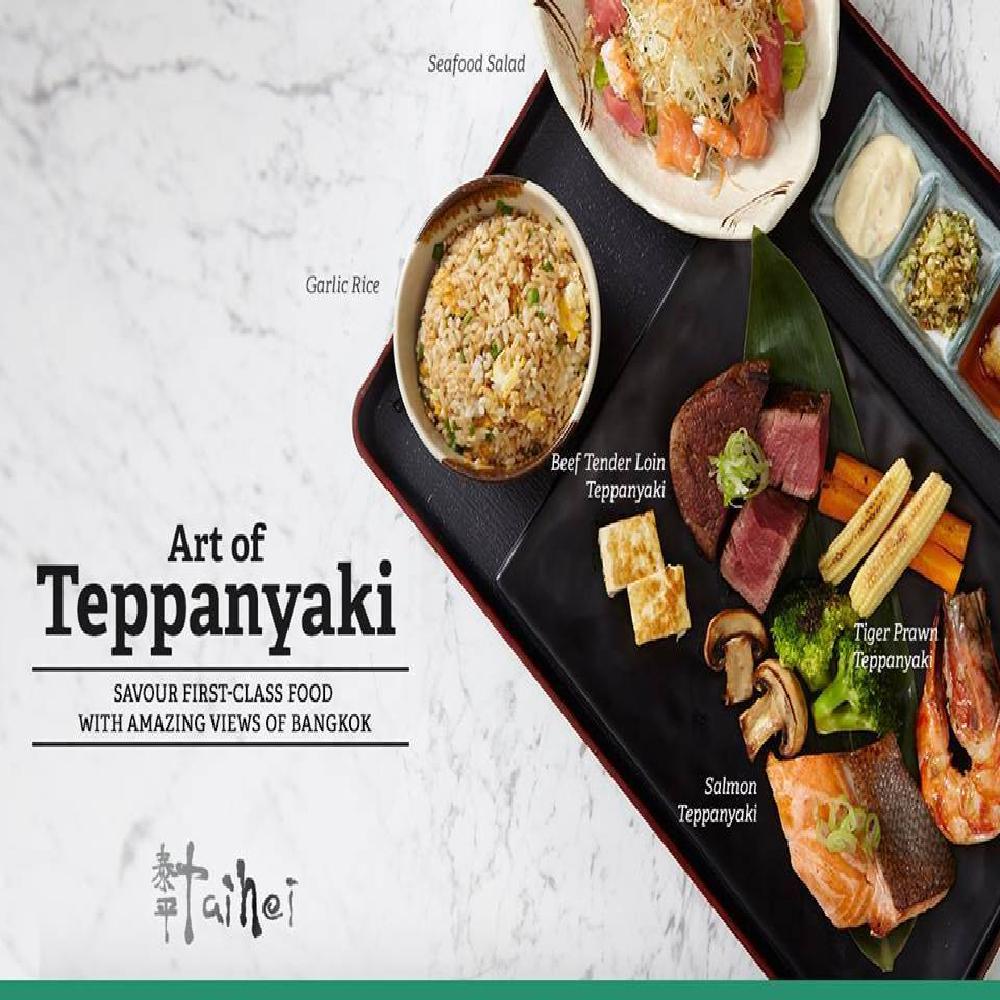 Seafood Salad
Garlic Rice
Beef Tender Loin
Teppanyaki
Art of
Teppanyaki
SAVOUR FIRST-CLASS FOOD
WITH AMAZING VIEWS OF BANGKOK
Tiger Prawn
Teppanyaki
Salmon
Teppanyaki
泰平
taihei